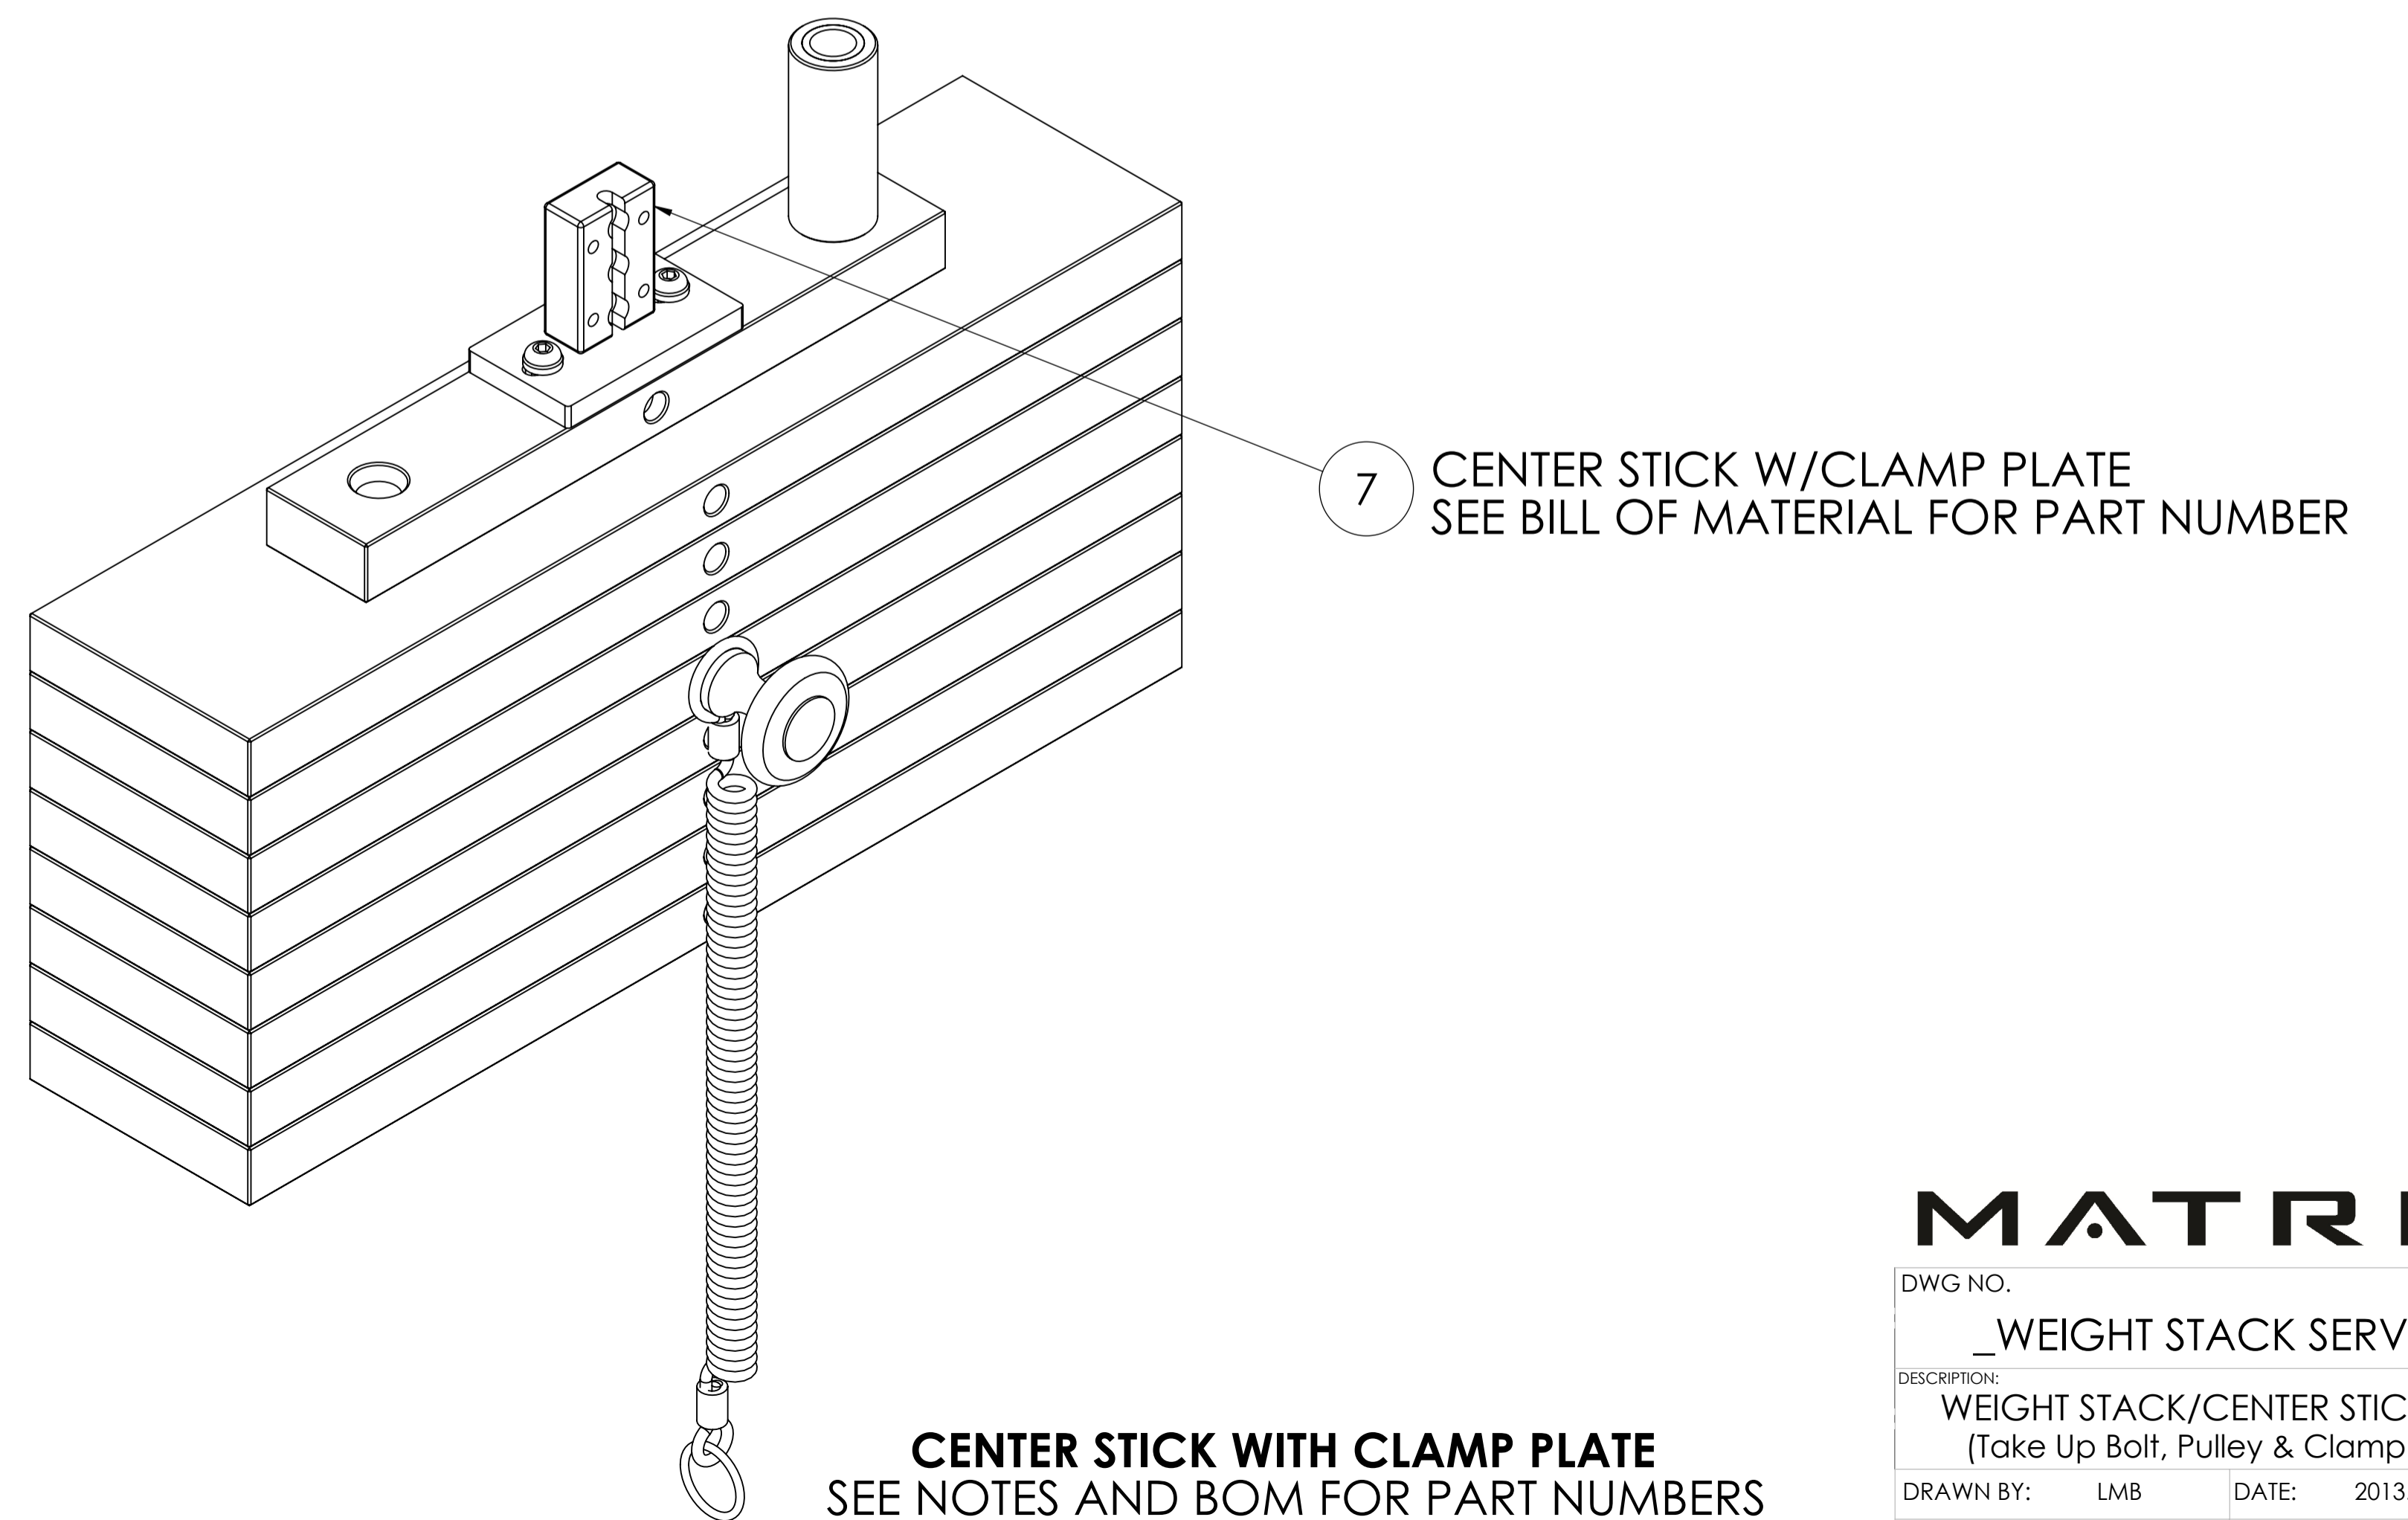 7
CENTER STICK W/CLAMP PLATE
SEE BILL OF MATERIAL FOR PART NUMBER
CENTER STICK WITH CLAMP PLATE
SEE NOTES AND BOM FOR PART NUMBERS
MATR
DWG NO.
_WEIGHT STACK SERV
DESCRIPTION:
WEIGHT STACK/CENTER STIC
(Take Up Bolt, Pulley & Clamp
DRAWN BY: LMB DATE: 2013